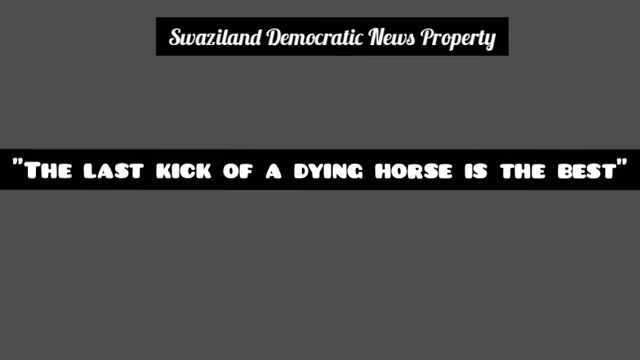 Swaziland Democratic News Property
"The last kick of a dying horse is the best"